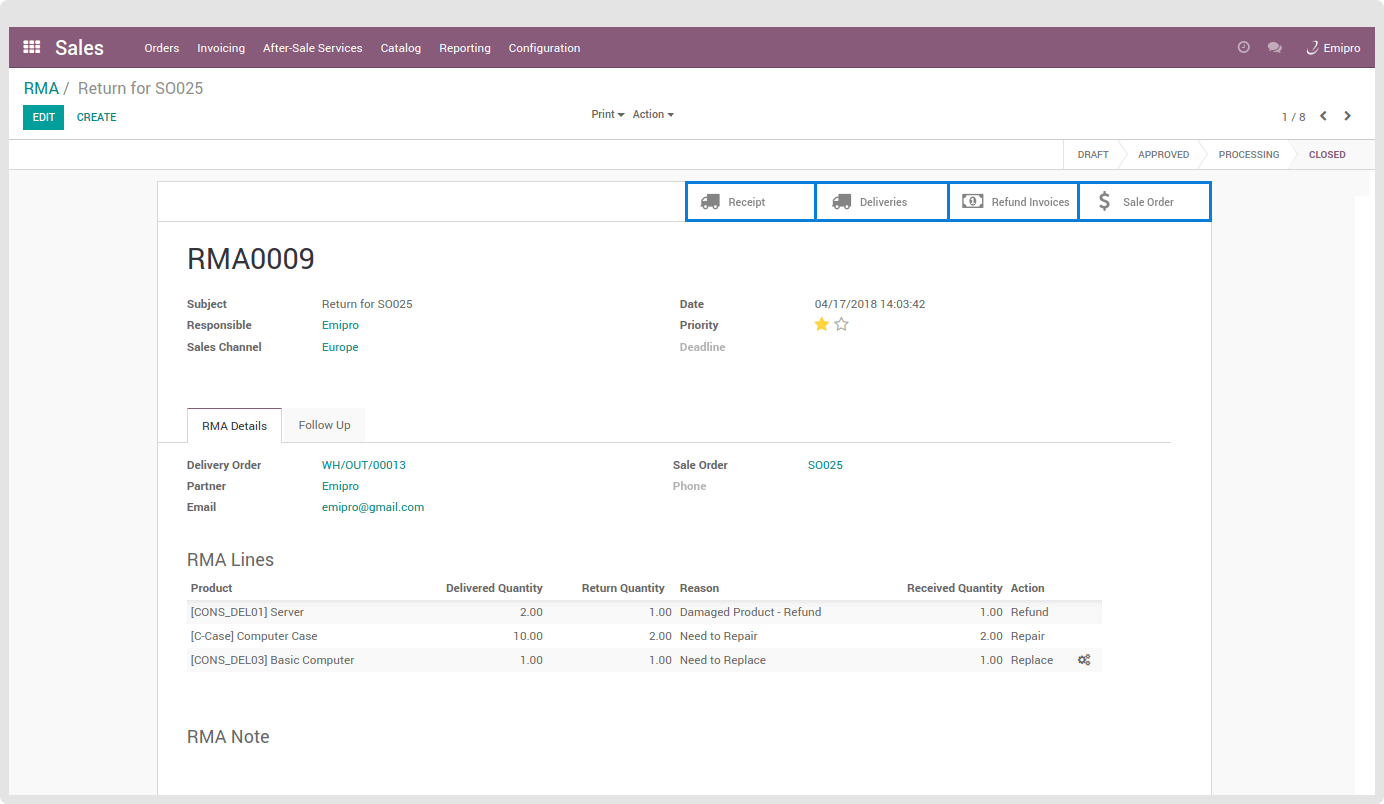 Sales Orders Invoicing After-Sale Services Catalog Reporting Configuration Emipro
RMA / Return for SO025
EDIT CREATE Print Action 1 / 8
DRAFT APPROVED PROCESSING CLOSED
Receipt Deliveries Refund Invoices Sale Order
RMA0009
Subject Return for SO025 Date 04/17/2018 14:03:42
Responsible Emipro Priority
Sales Channel Europe Deadline
RMA Details Follow Up
Delivery Order WH/OUT/00013 Sale Order SO025
Partner Emipro Phone
Email emipro@gmail.com
RMA Lines
Product Delivered Quantity Return Quantity Reason Received Quantity Action
[CONS_DEL01] Server 2.00 1.00 Damaged Product - Refund 1.00 Refund
[C-Case] Computer Case 10.00 2.00 Need to Repair 2.00 Repair
[CONS_DEL03] Basic Computer 1.00 1.00 Need to Replace 1.00 Replace
RMA Note